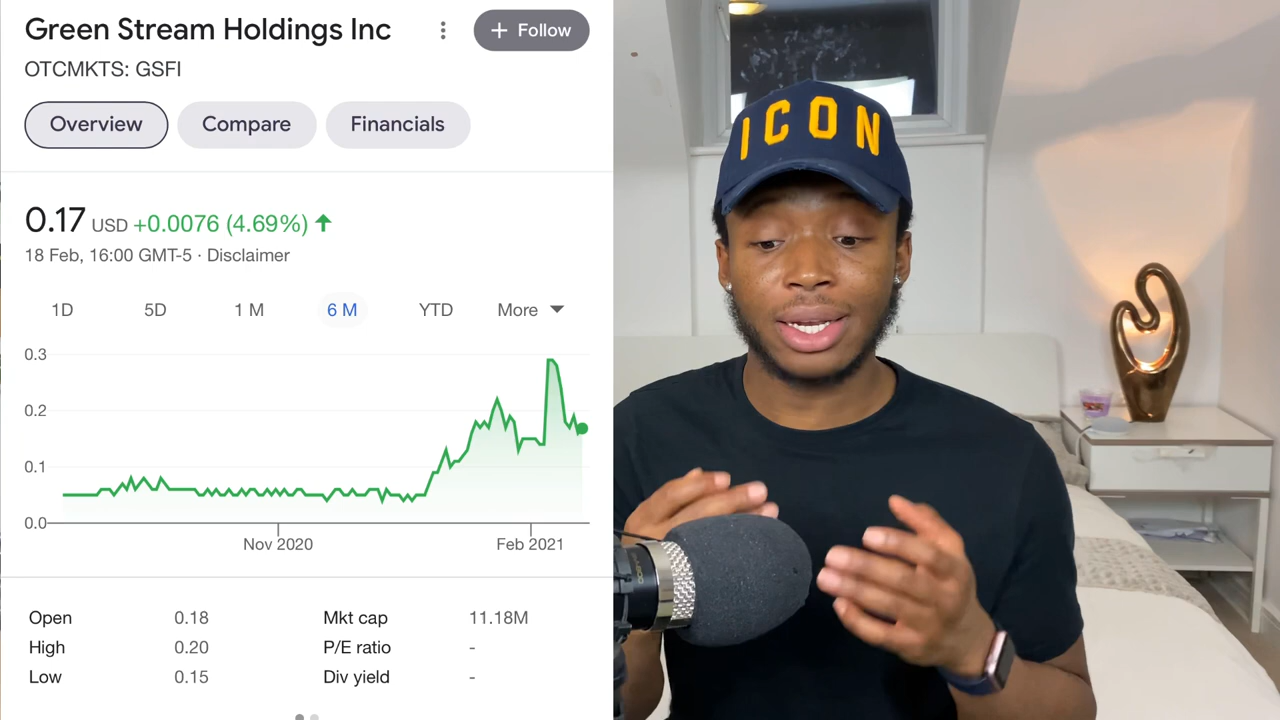 Green Stream Holdings Inc
+ Follow
OTCMKTS: GSFI
Overview
Compare
Financials
0.17 USD +0.0076 (4.69%)
18 Feb, 16:00 GMT-5 · Disclaimer
1D 5D 1 M 6 M YTD More
0.3
0.2
0.1
0.0
Nov 2020 Feb 2021
Open 0.18 Mkt cap 11.18M
High 0.20 P/E ratio -
Low 0.15 Div yield -
ICON